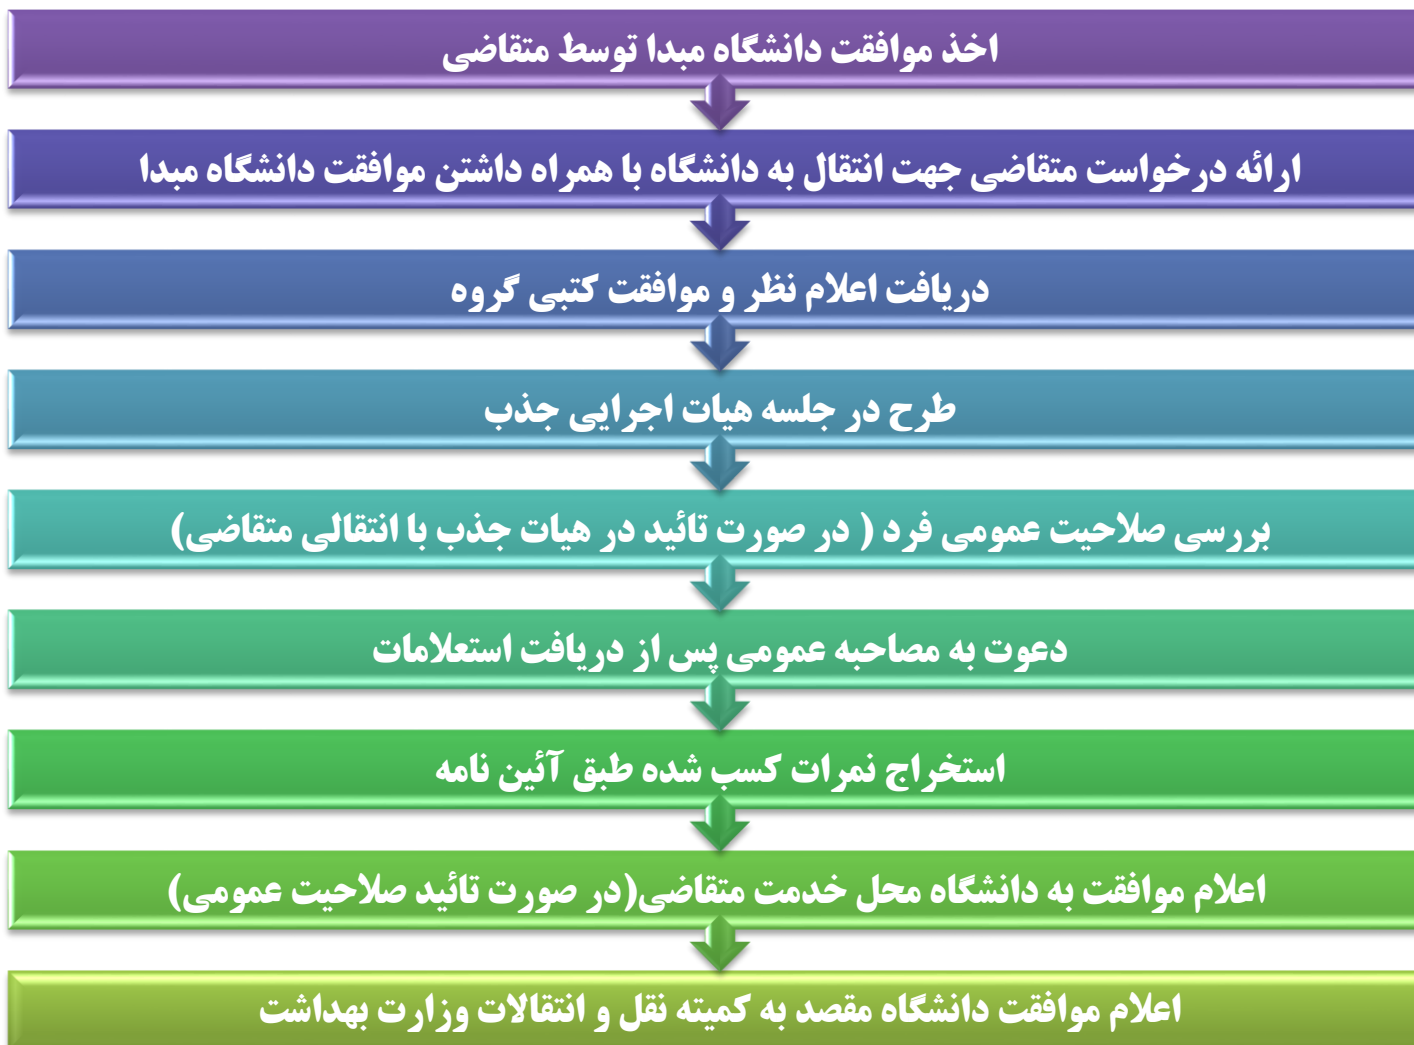 اخذ موافقت دانشگاه مبدا توسط متقاضی
ارائه درخواست متقاضی جهت انتقال به دانشگاه با همراه داشتن موافقت دانشگاه مبدا
دریافت اعلام نظر و موافقت کتبی گروه
طرح در جلسه هیات اجرایی جذب
بررسی صلاحیت عمومی فرد ( در صورت تائید در هیات جذب با انتقالی متقاضی)
دعوت به مصاحبه عمومی پس از دریافت استعلامات
استخراج نمرات کسب شده طبق آئین نامه
اعلام موافقت به دانشگاه محل خدمت متقاضی(در صورت تائید صلاحیت عمومی)
اعلام موافقت دانشگاه مقصد به کمیته نقل و انتقالات وزارت بهداشت